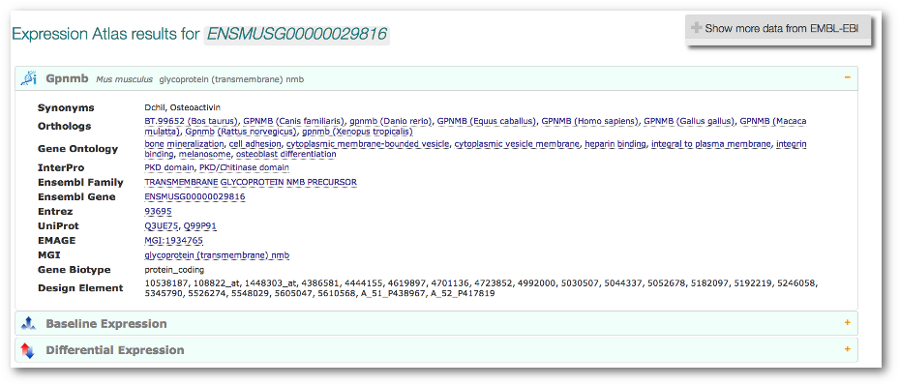 Expression Atlas results for ENSMUSG00000029816
Show more data from EMBL-EBI
Gpnmb Mus musculus glycoprotein (transmembrane) nmb
Synonyms Dchil, Osteoactivin
Orthologs BT.99652 (Bos taurus), GPNMB (Canis familiaris), gpnmb (Danio rerio), GPNMB (Equus caballus), GPNMB (Homo sapiens), GPNMB (Gallus gallus), GPNMB (Macaca
mulatta), Gpnmb (Rattus norvegicus), gpnmb (Xenopus tropicalis)
Gene Ontology bone mineralization, cell adhesion, cytoplasmic membrane-bounded vesicle, cytoplasmic vesicle membrane, heparin binding, integral to plasma membrane, integrin
binding, melanosome, osteoblast differentiation
InterPro PKD domain, PKD/Chitinase domain
Ensembl Family TRANSMEMBRANE GLYCOPROTEIN NMB PRECURSOR
Ensembl Gene ENSMUSG00000029816
Entrez 93695
UniProt Q3UE75, Q99P91
EMAGE MGI:1934765
MGI glycoprotein (transmembrane) nmb
Gene Biotype protein_coding
Design Element 10538187, 108822_at, 1448303_at, 4386581, 4444155, 4619897, 4701136, 4723852, 4992000, 5030507, 5044337, 5052678, 5182097, 5192219, 5246058,
5345790, 5526274, 5548029, 5605047, 5610568, A_51_P438967, A_52_P417819
Baseline Expression
Differential Expression